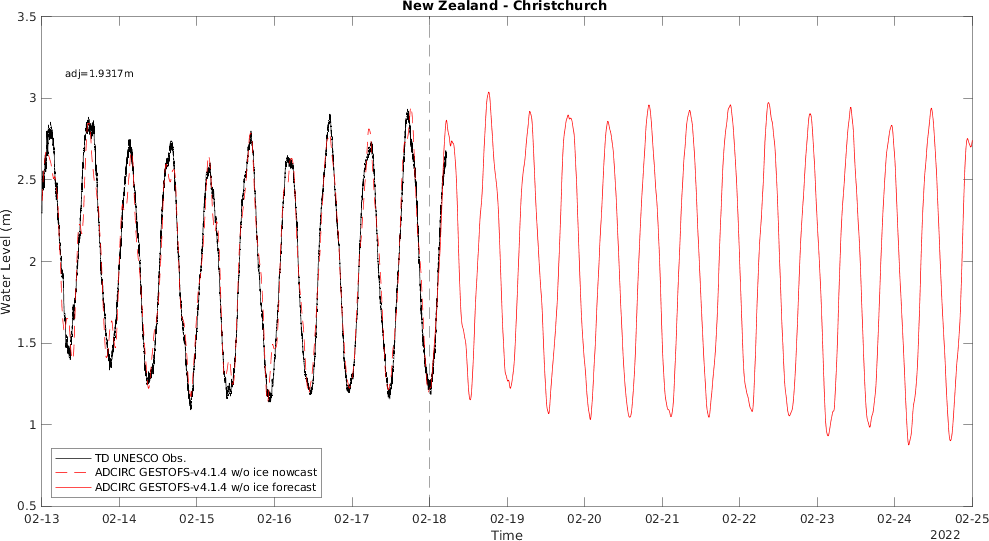 New Zealand - Christchurch
3.5
3
2.5
2
1.5
1
0.5
Water Level (m)
adj=1.9317m
TD UNESCO Obs.
ADCIRC GESTOFS-v4.1.4 w/o ice nowcast
ADCIRC GESTOFS-v4.1.4 w/o ice forecast
02-13 02-14 02-15 02-16 02-17 02-18 02-19 02-20 02-21 02-22 02-23 02-24 02-25
Time
2022